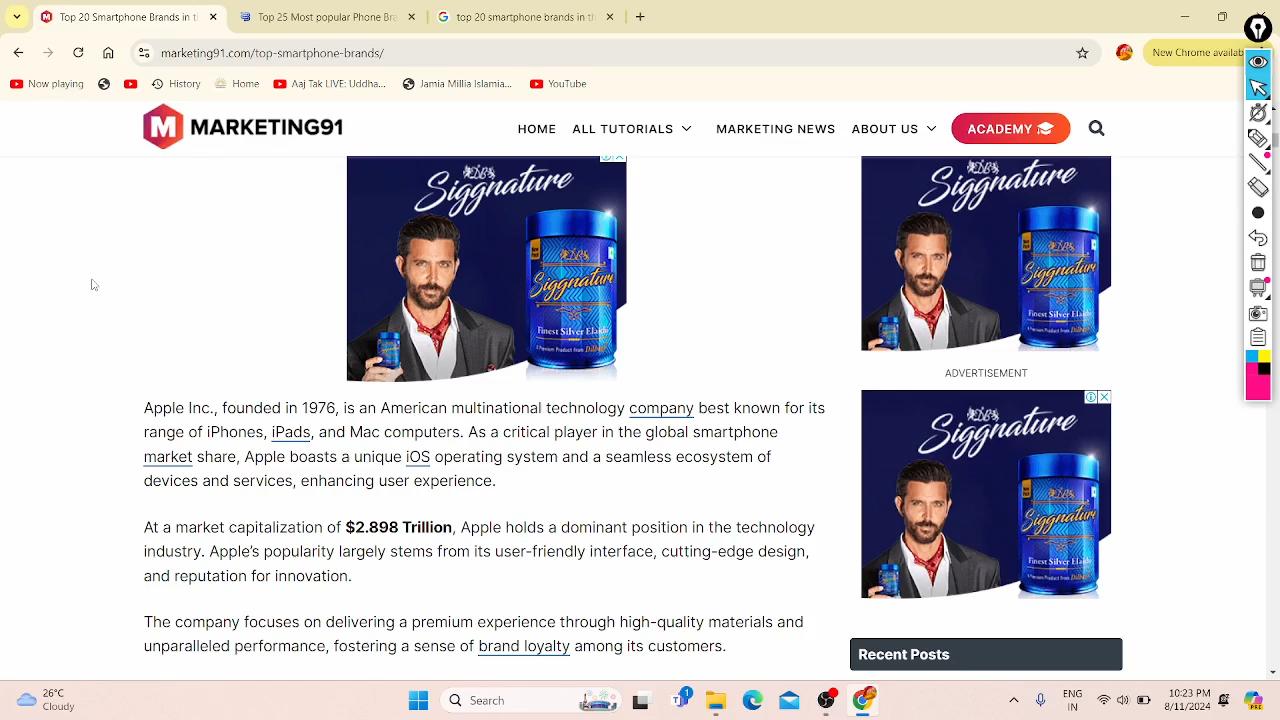 Top 20 Smartphone Brands in t
Top 25 Most popular Phone Bra
top 20 smartphone brands in th
marketing91.com/top-smartphone-brands/
New Chrome availab
Now playing
History
Home
Aaj Tak LIVE: Uddha...
Jamia Millia Islamia...
YouTube
M MARKETING91
HOME
ALL TUTORIALS
MARKETING NEWS
ABOUT US
ACADEMY
Siggnature
Siggnature
Finest Silver Elaichi
Siggnature
Siggnature
Finest Silver Elaichi
ADVERTISEMENT
Siggnature
Siggnature
Finest Silver Elaichi
Apple Inc., founded in 1976, is an American multinational technology company best known for its
range of iPhones, iPads, and Mac computers. As a critical player in the global smartphone
market share, Apple boasts a unique iOS operating system and a seamless ecosystem of
devices and services, enhancing user experience.
At a market capitalization of $2.898 Trillion, Apple holds a dominant position in the technology
industry. Apple's popularity largely stems from its user-friendly interface, cutting-edge design,
and reputation for innovation.
The company focuses on delivering a premium experience through high-quality materials and
unparalleled performance, fostering a sense of brand loyalty among its customers.
Recent Posts
26°C
Cloudy
Search
1
ENG
IN
10:23 PM
8/11/2024
PRE